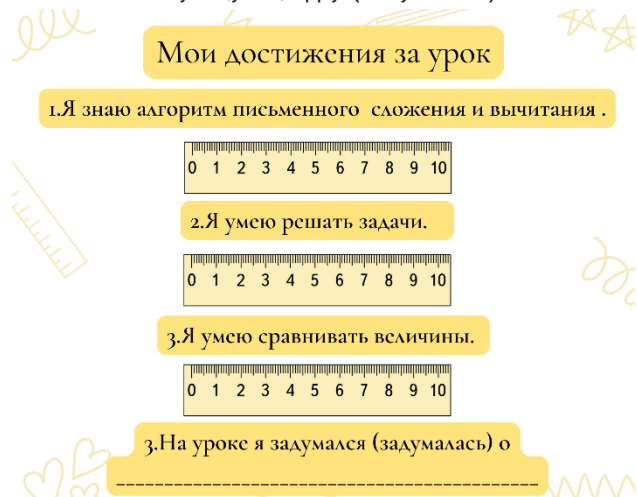 Мои достижения за урок
1.Я знаю алгоритм письменного сложения и вычитания .
0 1 2 3 4 5 6 7 8 9 10
2.Я умею решать задачи.
0 1 2 3 4 5 6 7 8 9 10
3.Я умею сравнивать величины.
0 1 2 3 4 5 6 7 8 9 10
3.На уроке я задумался (задумалась) о
___________________________________________